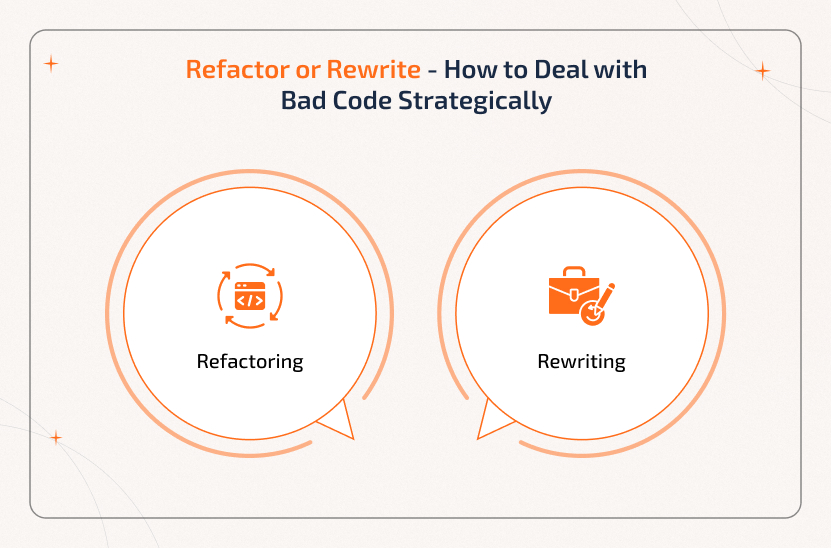 Refactor or Rewrite - How to Deal with
Bad Code Strategically
Refactoring
Rewriting